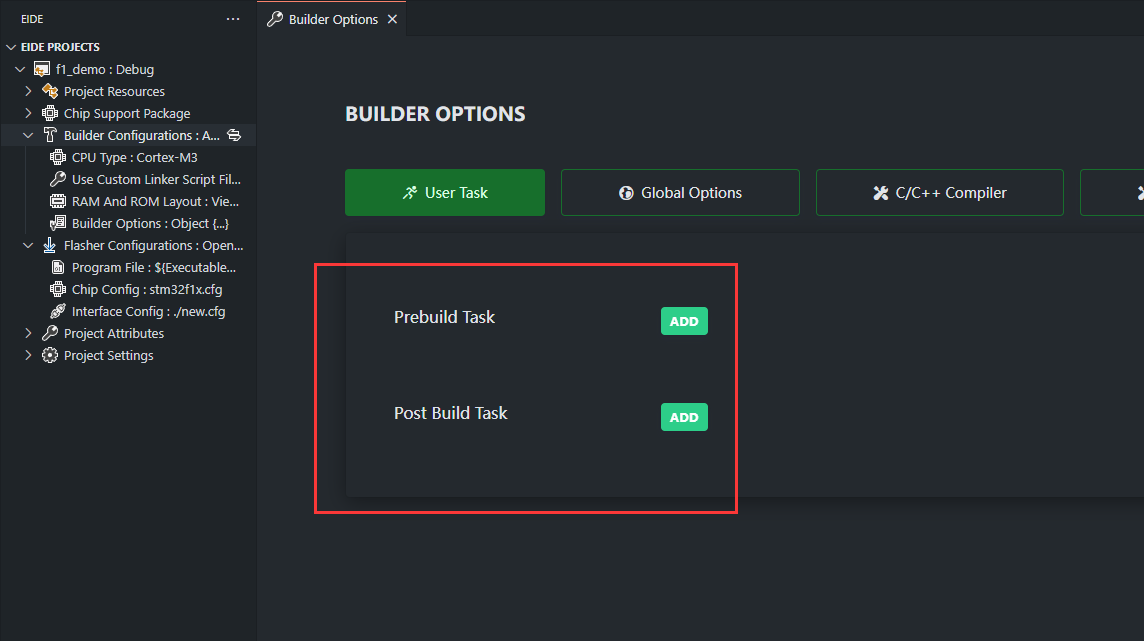 EIDE
Builder Options
EIDE PROJECTS
f1_demo : Debug
Project Resources
Chip Support Package
Builder Configurations : A...
CPU Type : Cortex-M3
Use Custom Linker Script Fil...
RAM And ROM Layout : Vie...
Builder Options : Object {...}
Flasher Configurations : Open...
Program File : ${Executable...
Chip Config : stm32f1x.cfg
Interface Config : ./new.cfg
Project Attributes
Project Settings
BUILDER OPTIONS
User Task
Global Options
C/C++ Compiler
Prebuild Task
ADD
Post Build Task
ADD